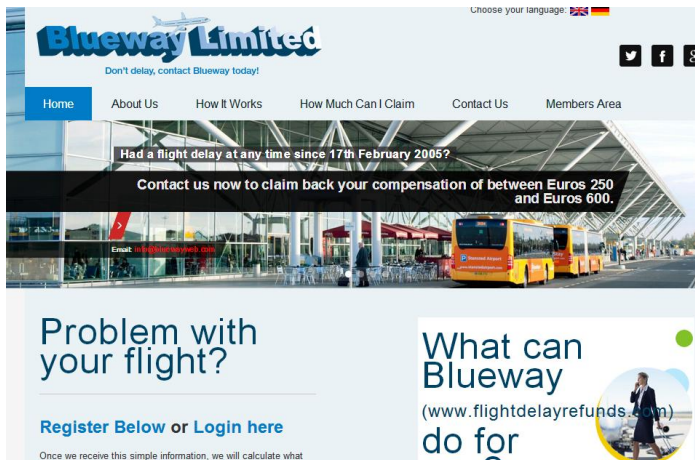 Choose your language:
Blueway Limited
Don't delay, contact Blueway today!
Home About Us How It Works How Much Can I Claim Contact Us Members Area
Had a flight delay at any time since 17th February 2005?
Contact us now to claim back your compensation of between Euros 250
and Euros 600.
Email:
Problem with
your flight?
Register Below or Login here
Once we receive this simple information, we will calculate what
What can
Blueway
(www.flightdelayrefunds.com)
do for